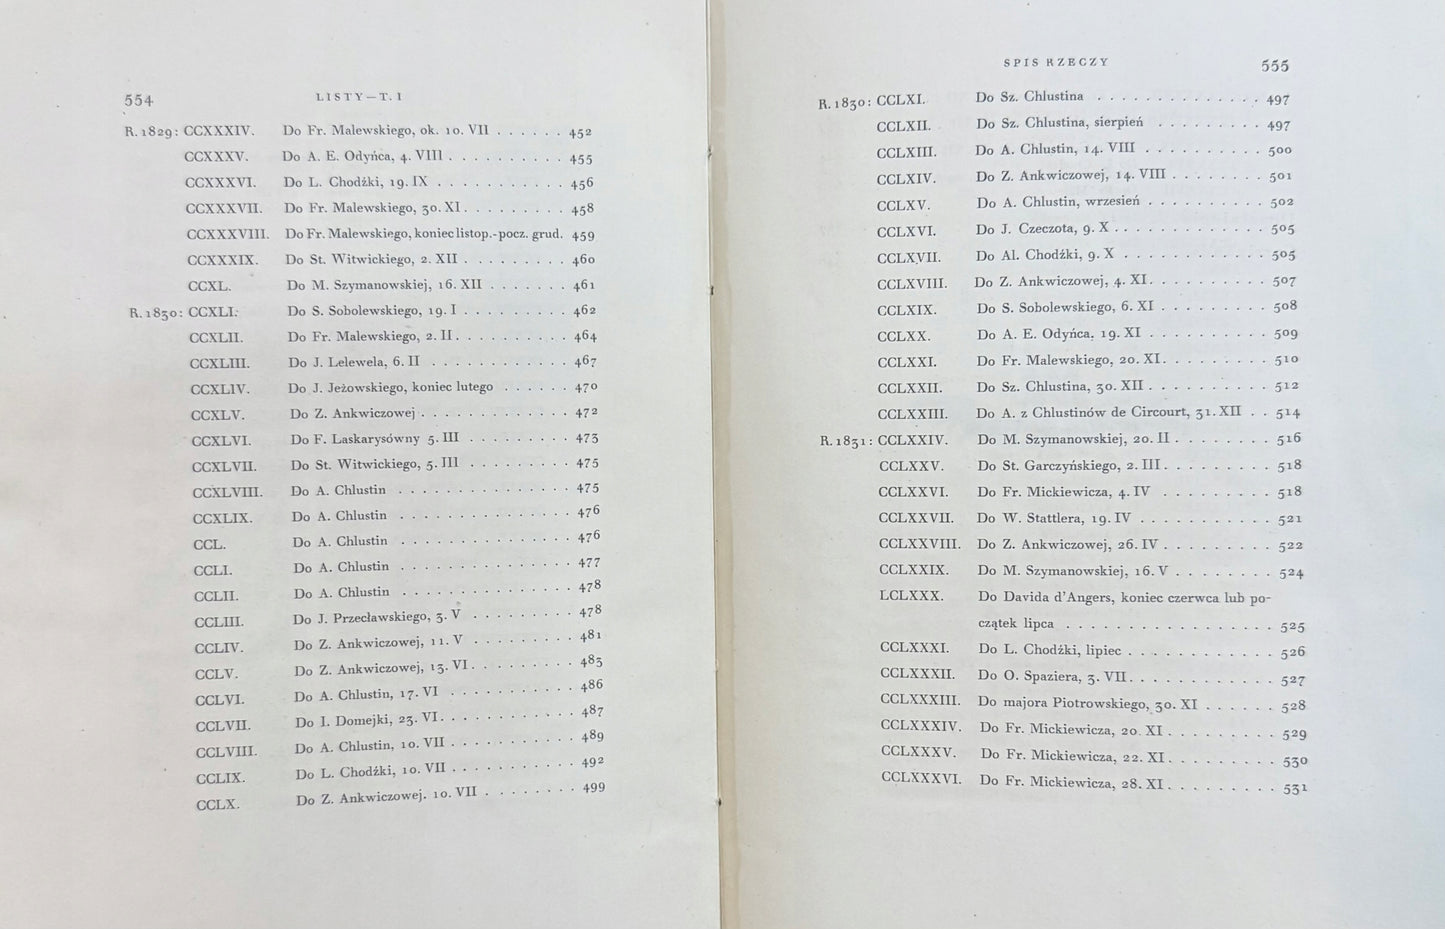 554 LISTY — T. I
R. 1829: CCXXXIV. Do Fr. Malewskiego, ok. 10. VII . . . . . . 452
CCXXXV. Do A. E. Odyńca, 4. VIII . . . . . . . . . . 455
CCXXXVI. Do L. Chodźki, 19. IX . . . . . . . . . . . 456
CCXXXVII. Do Fr. Malewskiego, 30. XI . . . . . . . . . 458
CCXXXVIII. Do Fr. Malewskiego, koniec listop.-pocz. grud. 459
CCXXXIX. Do St. Witwickiego, 2. XII . . . . . . . . . 460
CCXL. Do M. Szymanowskiej, 16. XII . . . . . . . 461
R. 1830: CCXLI. Do S. Sobolewskiego, 19. I . . . . . . . . . 462
CCXLII. Do Fr. Malewskiego, 2. II . . . . . . . . . . 464
CCXLIII. Do J. Lelewela, 6. II . . . . . . . . . . . . 467
CCXLIV. Do J. Jeżowskiego, koniec lutego . . . . . . 470
CCXLV. Do Z. Ankwiczowej . . . . . . . . . . . . 472
CCXLVI. Do F. Laskarysówny 5. III . . . . . . . . . 473
CCXLVII. Do St. Witwickiego, 5. III . . . . . . . . . 475
CCXLVIII. Do A. Chlustin . . . . . . . . . . . . . . . 475
CCXLIX. Do A. Chlustin . . . . . . . . . . . . . . . 476
CCL. Do A. Chlustin . . . . . . . . . . . . . . . 476
CCLI. Do A. Chlustin . . . . . . . . . . . . . . . 477
CCLII. Do A. Chlustin . . . . . . . . . . . . . . . 478
CCLIII. Do J. Przecławskiego, 3. V . . . . . . . . . 478
CCLIV. Do Z. Ankwiczowej, 11. V . . . . . . . . . 481
CCLV. Do Z. Ankwiczowej, 13. VI . . . . . . . . . 483
CCLVI. Do A. Chlustin, 17. VI . . . . . . . . . . . 486
CCLVII. Do I. Domejki, 23. VI . . . . . . . . . . . . 487
CCLVIII. Do A. Chlustin, 10. VII . . . . . . . . . . . 489
CCLIX. Do L. Chodźki, 10. VII . . . . . . . . . . . 492
CCLX. Do Z. Ankwiczowej. 10. VII . . . . . . . . 499
SPIS RZECZY 555
R. 1830: CCLXI. Do Sz. Chlustina . . . . . . . . . . . . . . 497
CCLXII. Do Sz. Chlustina, sierpień . . . . . . . . . 497
CCLXIII. Do A. Chlustin, 14. VIII . . . . . . . . . . 500
CCLXIV. Do Z. Ankwiczowej, 14. VIII . . . . . . . . 501
CCLXV. Do A. Chlustin, wrzesień . . . . . . . . . . 502
CCLXVI. Do J. Czeczota, 9. X . . . . . . . . . . . . . 505
CCLXVII. Do Al. Chodźki, 9. X . . . . . . . . . . . . 505
CCLXVIII. Do Z. Ankwiczowej, 4. XI . . . . . . . . . . 507
CCLXIX. Do S. Sobolewskiego, 6. XI . . . . . . . . . 508
CCLXX. Do A. E. Odyńca, 19. XI . . . . . . . . . . 509
CCLXXI. Do Fr. Malewskiego, 20. XI . . . . . . . . . 510
CCLXXII. Do Sz. Chlustina, 30. XII . . . . . . . . . . 512
CCLXXIII. Do A. z Chlustinów de Circourt, 31. XII . . 514
R. 1831: CCLXXIV. Do M. Szymanowskiej, 20. II . . . . . . . . 516
CCLXXV. Do St. Garczyńskiego, 2. III . . . . . . . . . 518
CCLXXVI. Do Fr. Mickiewicza, 4. IV . . . . . . . . . 518
CCLXXVII. Do W. Stattlera, 19. IV . . . . . . . . . . . 521
CCLXXVIII. Do Z. Ankwiczowej, 26. IV . . . . . . . . . 522
CCLXXIX. Do M. Szymanowskiej, 16. V . . . . . . . . 524
LCLXXX. Do Davida d'Angers, koniec czerwca lub po-
czątek lipca . . . . . . . . . . . . . . . . . . 525
CCLXXXI. Do L. Chodźki, lipiec . . . . . . . . . . . . 526
CCLXXXII. Do O. Spaziera, 3. VII . . . . . . . . . . . . 527
CCLXXXIII. Do majora Piotrowskiego, 30. XI . . . . . . 528
CCLXXXIV. Do Fr. Mickiewicza, 20 XI . . . . . . . . . 529
CCLXXXV. Do Fr. Mickiewicza, 22. XI . . . . . . . . . 530
CCLXXXVI. Do Fr. Mickiewicza, 28. XI . . . . . . . . . 531